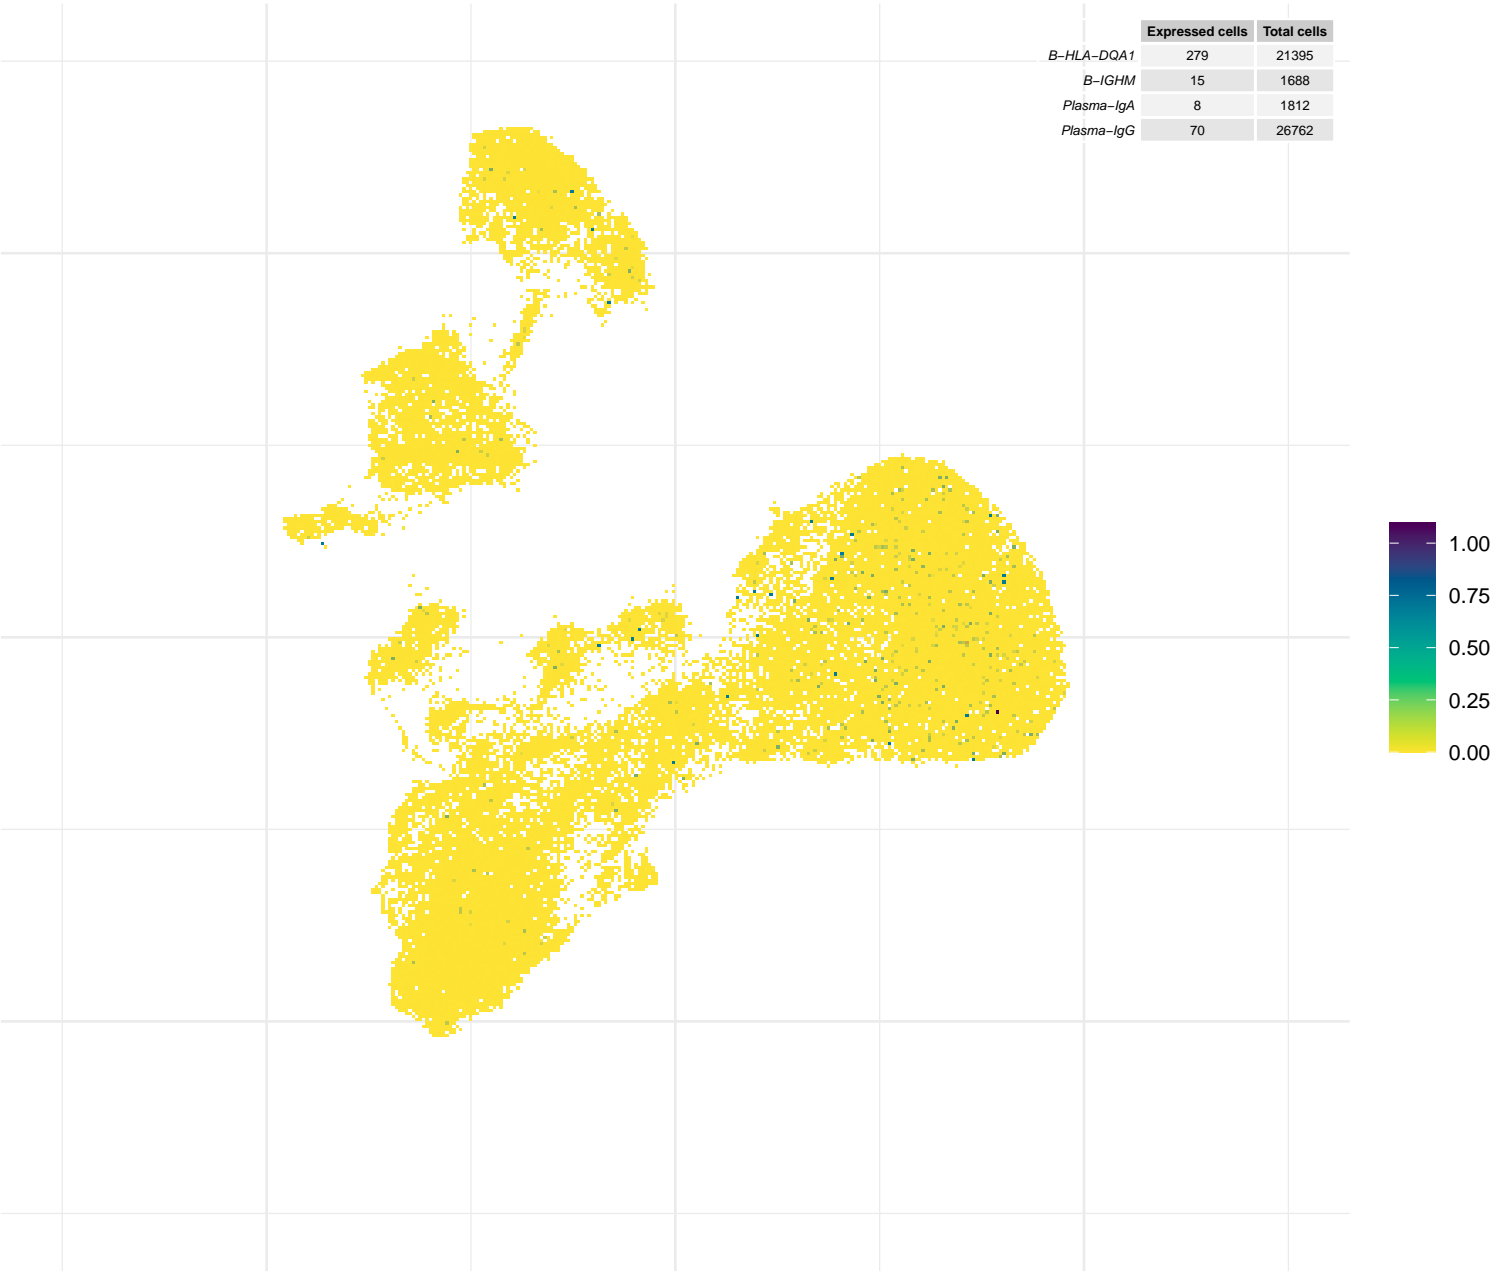 Expressed cells Total cells
B−HLA−DQA1 279 21395
B−IGHM 15 1688
Plasma−IgA 8 1812
Plasma−IgG 70 26762
1.00
0.75
0.50
0.25
0.00